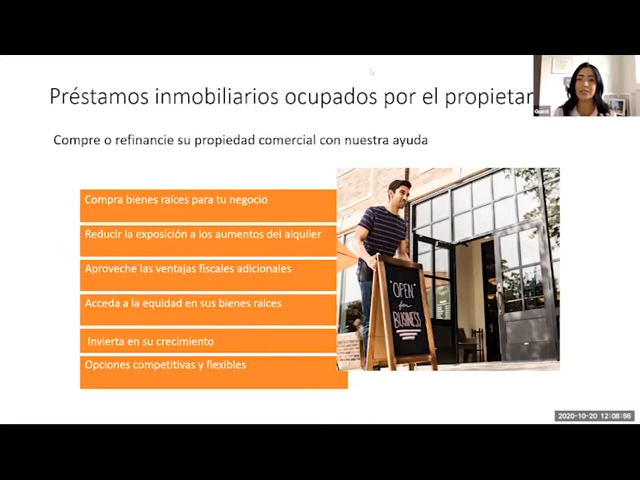 Préstamos inmobiliarios ocupados por el propietar
Compre o refinancie su propiedad comercial con nuestra ayuda
Compra bienes raíces para tu negocio
Reducir la exposición a los aumentos del alquiler
Aproveche las ventajas fiscales adicionales
Acceda a la equidad en sus bienes raíces
Invierta en su crecimiento
Opciones competitivas y flexibles
"OPEN"
for
BUSINESS
2020-10-20 12:08:56